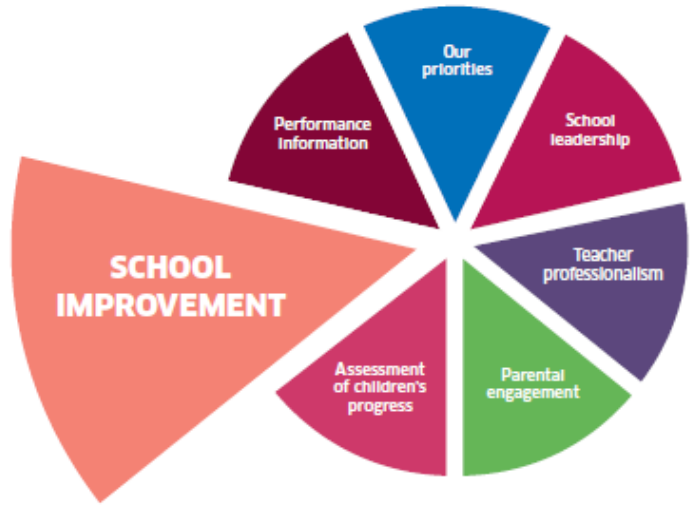 Our
priorities
School
leadership
Teacher
professionalism
Parental
engagement
Assessment
of children's
progress
SCHOOL
IMPROVEMENT
Performance
information